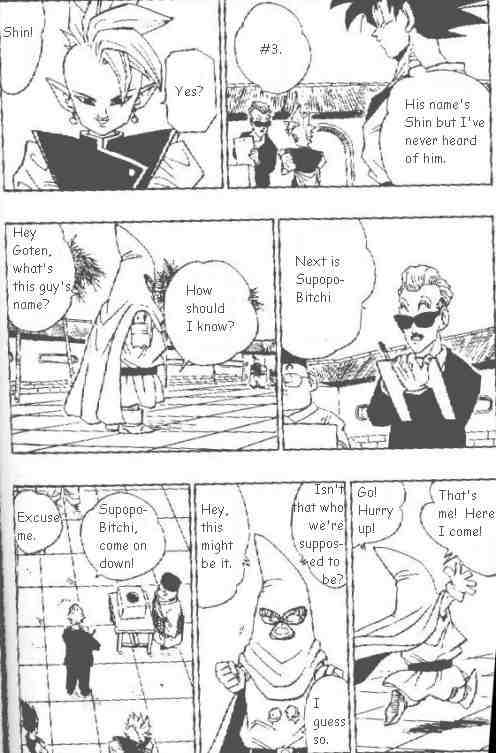 Shin!
Yes?
#3.
His name's
Shin but I've
never heard
of him.
Hey
Goten,
what's
this guy's
name?
How
should
I know?
Next is
Supopo-
Bitchi
Excuse
me.
Supopo-
Bitchi,
come on
down!
Hey,
this
might
be it.
Isn't
that who
we're
suppos-
ed to
be?
I
guess
so.
Go!
Hurry
up!
That's
me! Here
I come!